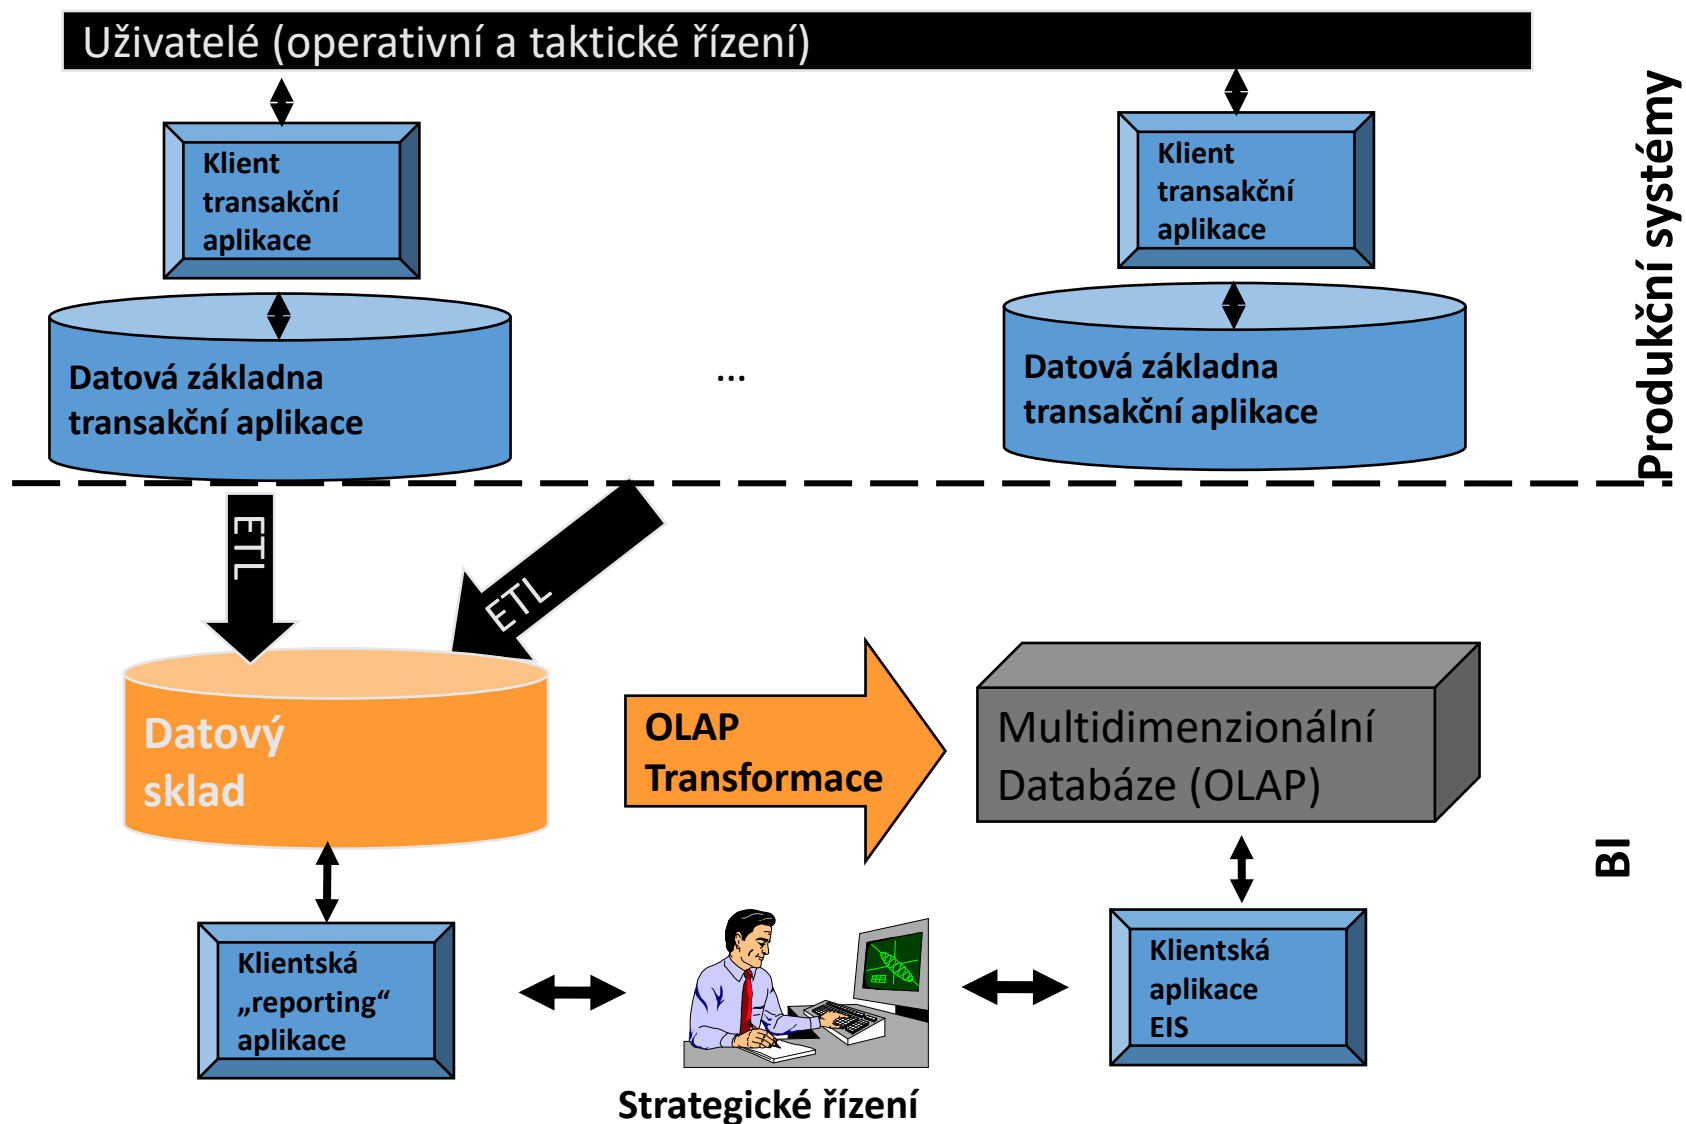 Uživatelé (operativní a taktické řízení)
Klient
transakční
aplikace
Klient
transakční
aplikace
Datová základna
transakční aplikace
...
Datová základna
transakční aplikace
Produkční systémy
ETL
ETL
Datový
sklad
OLAP
Transformace
Multidimenzionální
Databáze (OLAP)
BI
Klientská
„reporting“
aplikace
Klientská
aplikace
EIS
Strategické řízení